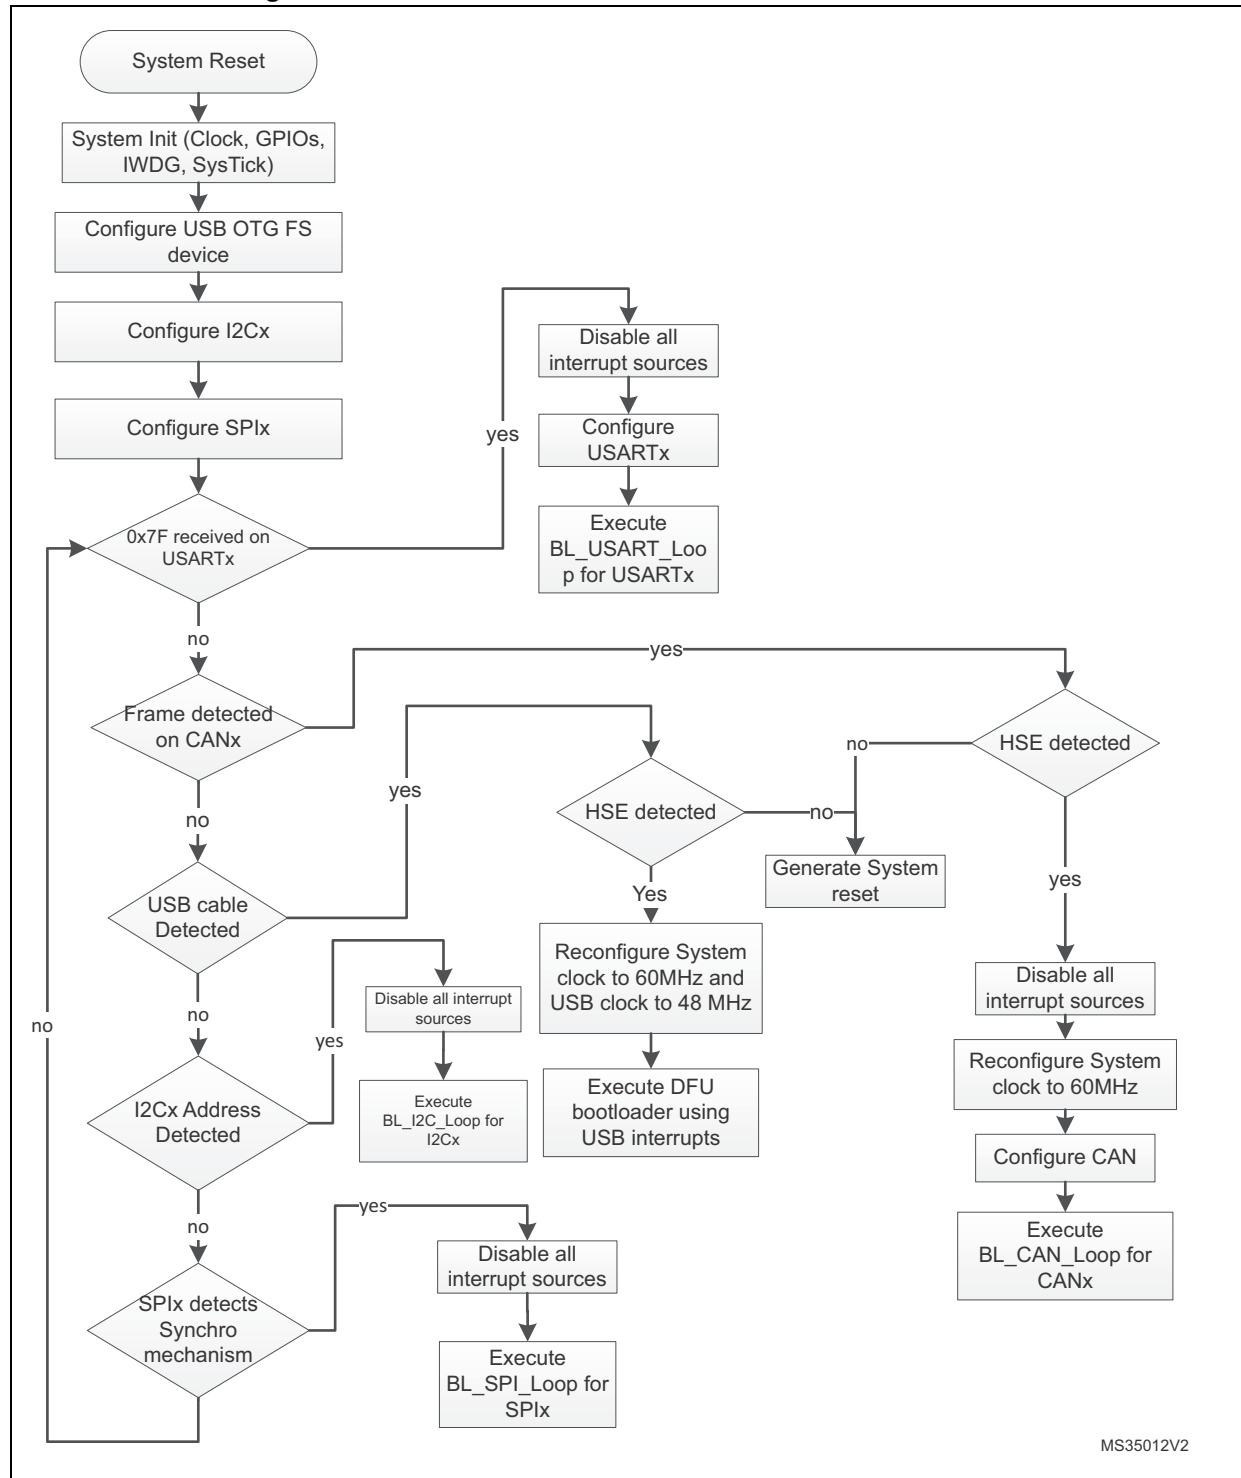 System Reset
System Init (Clock, GPIOs,
IWDG, SysTick)
Configure USB OTG FS
device
Configure I2Cx
Configure SPIx
0x7F received on
USARTx
yes
Disable all
interrupt sources
Configure
USARTx
Execute
BL_USART_Loo
p for USARTx
no
Frame detected
on CANx
yes
HSE detected
no
yes
Disable all
interrupt sources
Reconfigure System
clock to 60MHz
Configure CAN
Execute
BL_CAN_Loop for
CANx
no
USB cable
Detected
yes
HSE detected
no
Generate System
reset
Yes
Reconfigure System
clock to 60MHz and
USB clock to 48 MHz
Execute DFU
bootloader using
USB interrupts
no
I2Cx Address
Detected
yes
Disable all interrupt
sources
Execute
BL_I2C_Loop for
I2Cx
no
SPIx detects
Synchro
mechanism
yes
Disable all
interrupt sources
Execute
BL_SPI_Loop for
SPIx
no
MS35012V2